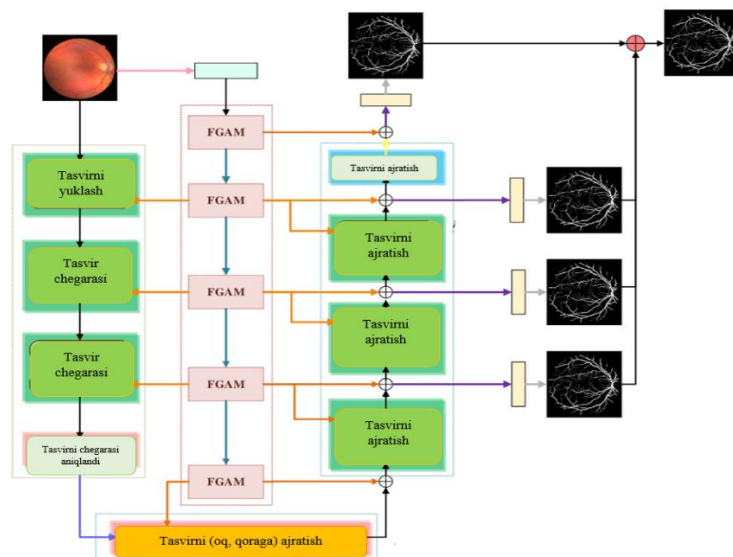 FGAM
Tasvirni ajratish
Tasvirni
yuklash
FGAM
Tasvirni
ajratish
Tasvir
chegarasi
FGAM
Tasvirni
ajratish
Tasvir
chegarasi
FGAM
Tasvirni
ajratish
Tasvirni chegarasi
aniqlandi
FGAM
Tasvirni (oq, qoraga) ajratish